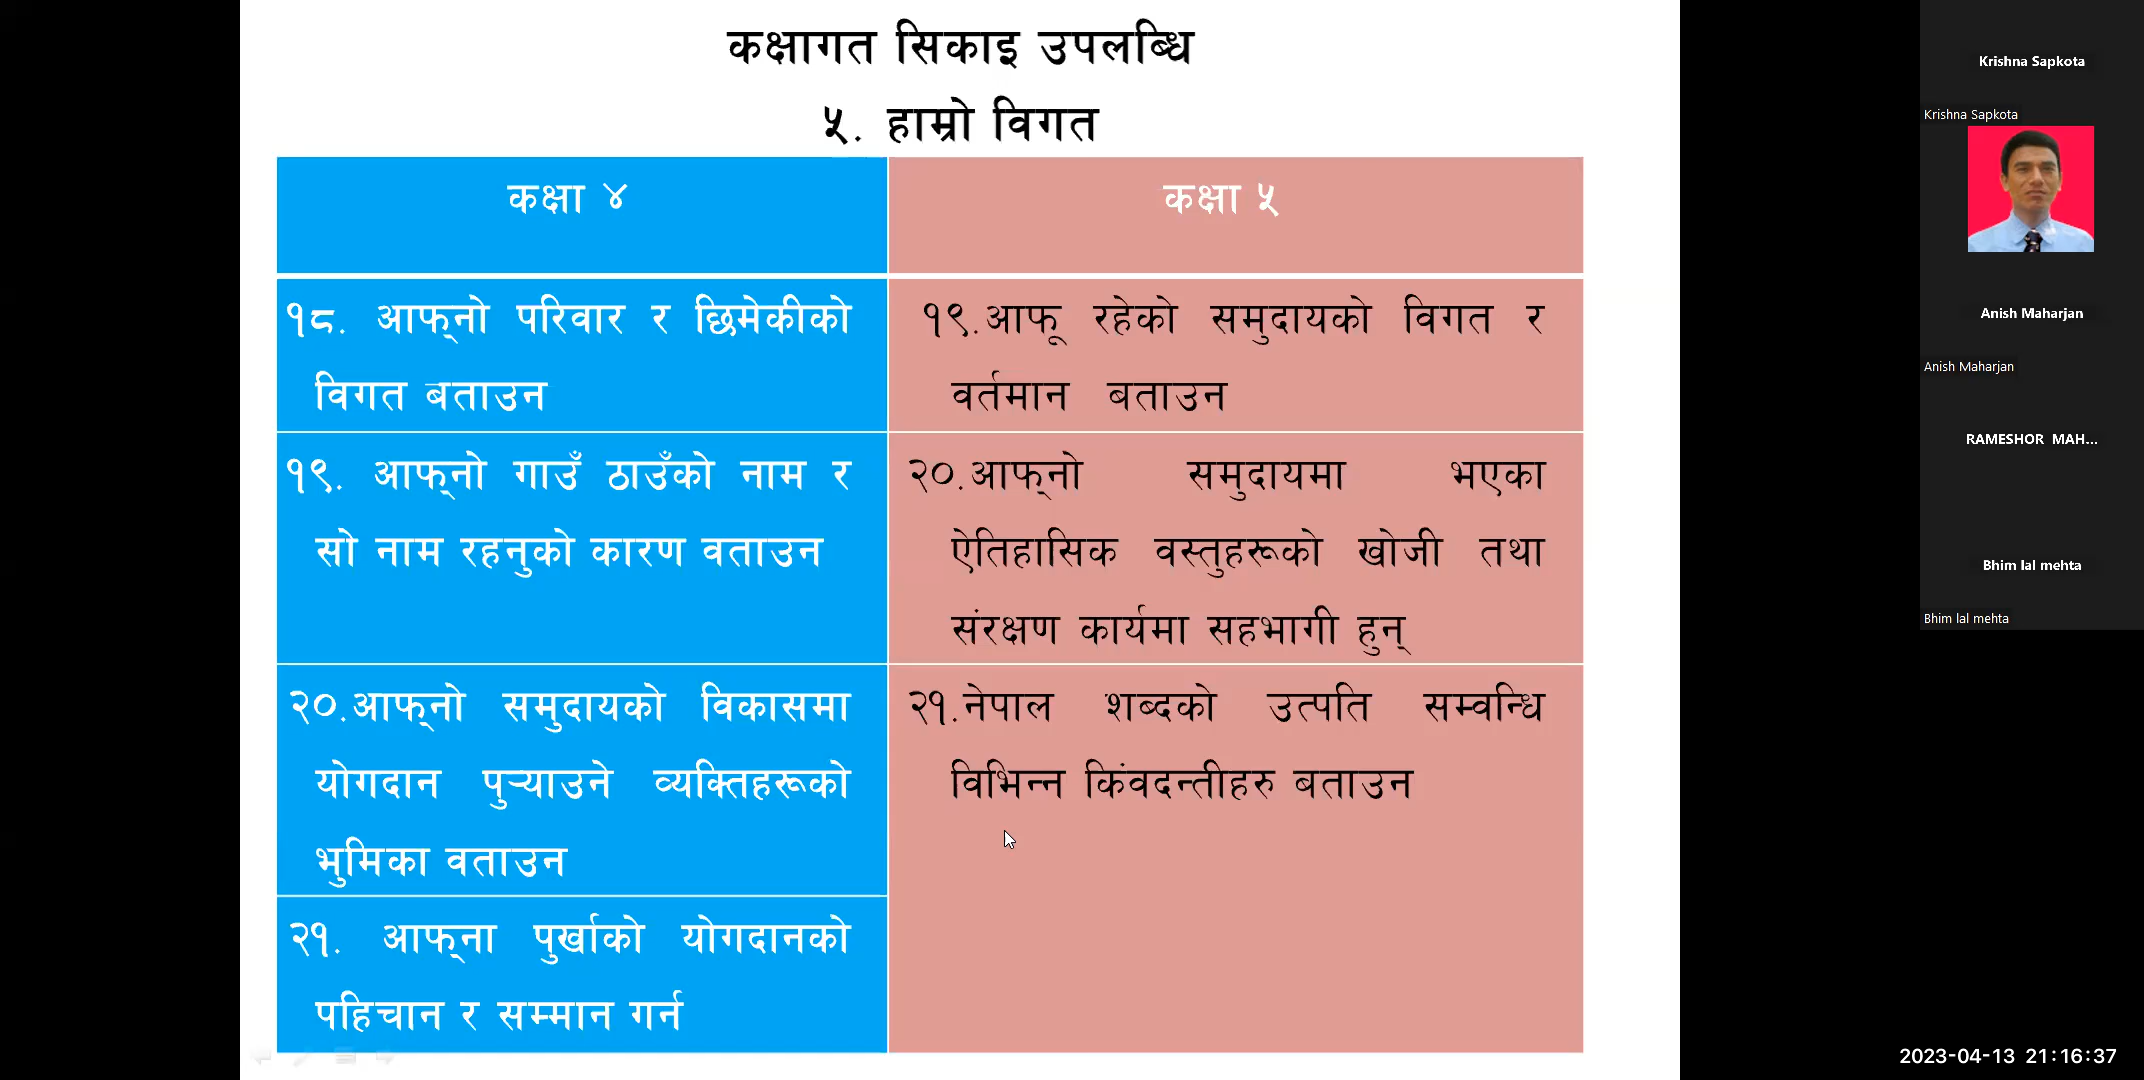 कक्षागत सिकाइ उपलब्धि
५. हाम्रो विगत
कक्षा ४
कक्षा ५
१८. आफ्‌नो परिवार र छिमेकीको
विगत बताउन
१९.आफू रहेको समुदायको विगत र
वर्तमान बताउन
१९. आफ्‌नो गाउँ ठाउँको नाम र
सो नाम रहनुको कारण वताउन
२०.आफ्‌नो समुदायमा भएका
ऐतिहासिक वस्तुहरूको खोजी तथा
संरक्षण कार्यमा सहभागी हुन्
२०.आफ्‌नो समुदायको विकासमा
योगदान पुऱ्याउने व्यक्तिहरूको
भुमिका वताउन
२१.नेपाल शब्दको उत्पति सम्वन्धि
विभिन्न किंवदन्तीहरु बताउन
२१. आफ्‌ना पुर्खाको योगदानको
पहिचान र सम्मान गर्न
Krishna Sapkota
Krishna Sapkota
Anish Maharjan
Anish Maharjan
RAMESHOR MAH...
Bhim lal mehta
Bhim lal mehta
2023-04-13 21:16:37